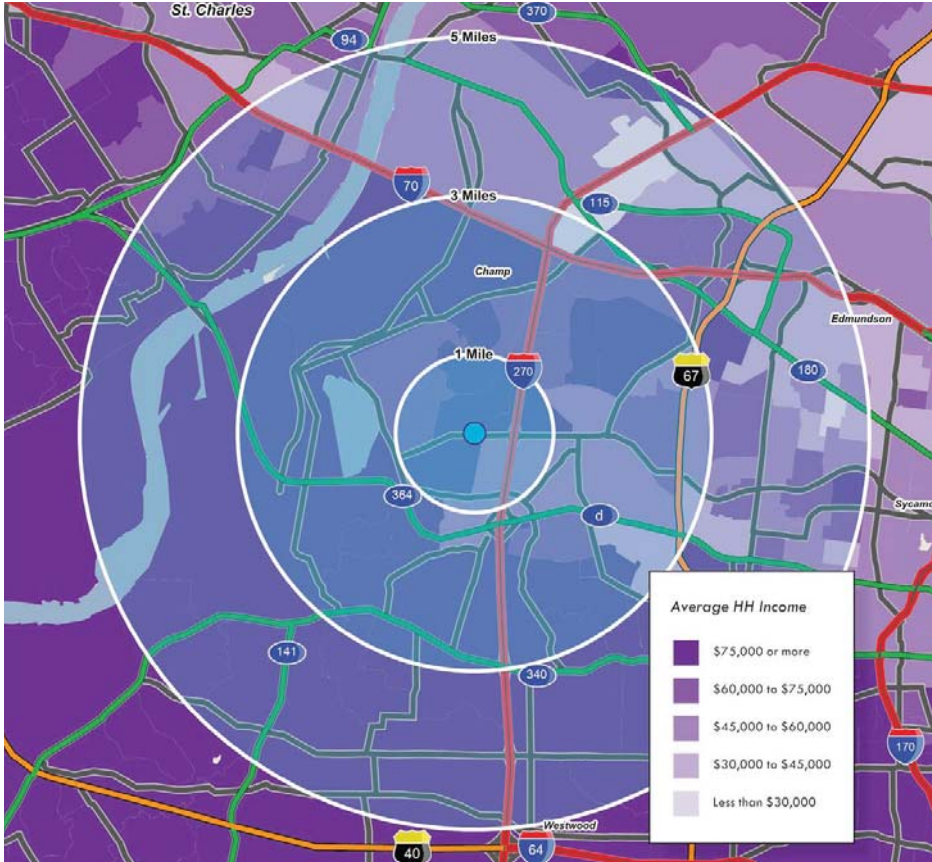 St. Charles
370
94
5 Miles
70
3 Miles
115
Champ
Edmundson
1 Mile
270
67
180
364
d
Sycamo
141
340
Average HH Income
$75,000 or more
$60,000 to $75,000
$45,000 to $60,000
$30,000 to $45,000
Less than $30,000
170
Westwood
40
64